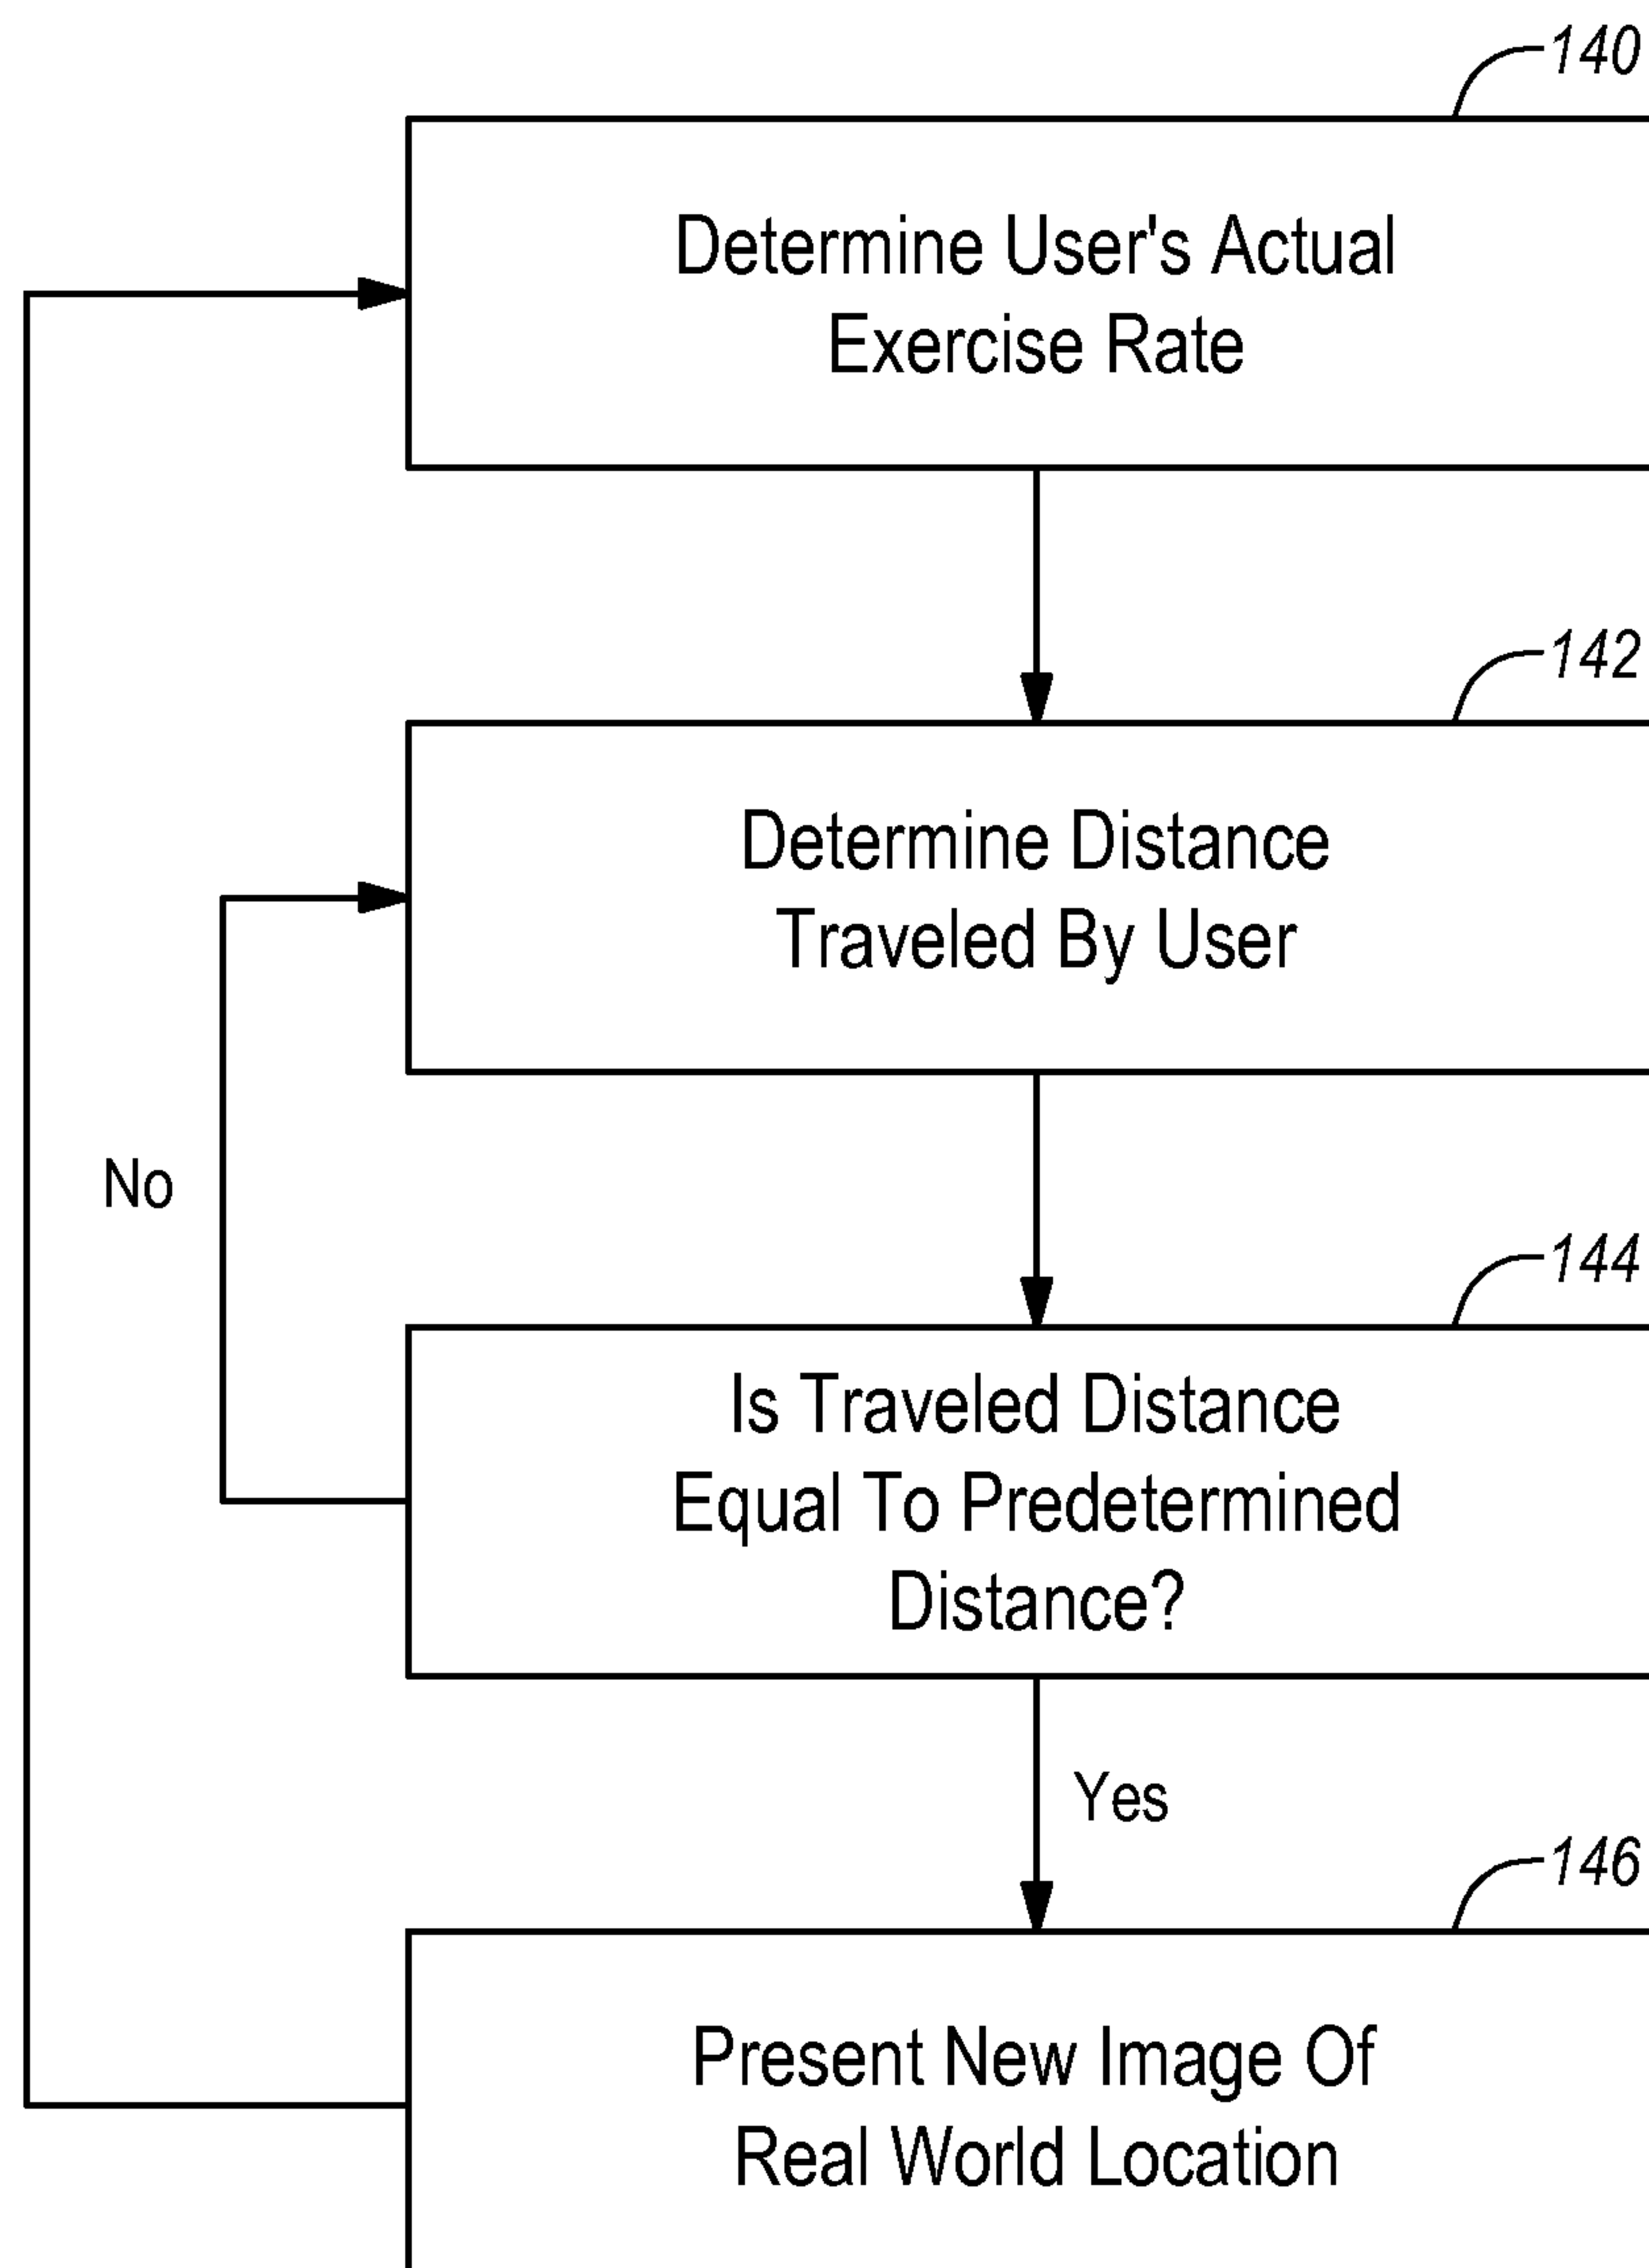 140
Determine User's Actual
Exercise Rate
142
Determine Distance
Traveled By User
No
144
Is Traveled Distance
Equal To Predetermined
Distance?
Yes
146
Present New Image Of
Real World Location